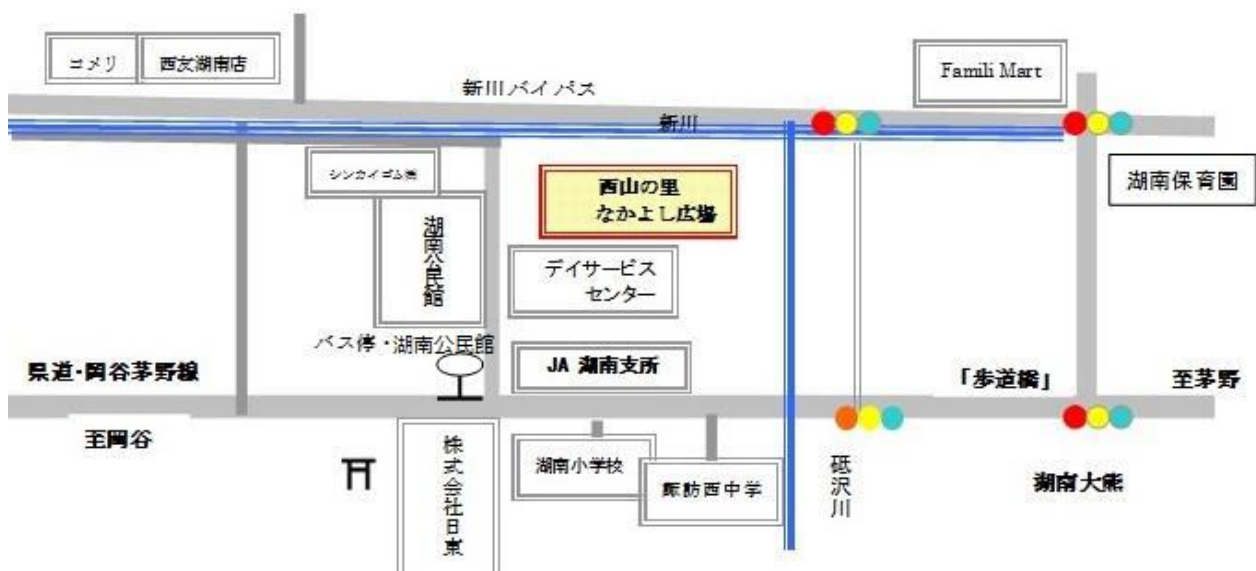 コメリ
西友湖南店
新川バイパス
Famili Mart
新川
シンカイゴム㈱
西山の里
なかよし広場
湖南保育園
湖南公民館
デイサービス
センター
バス停・湖南公民館
JA 湖南支所
県道・岡谷茅野線
「歩道橋」
至茅野
至岡谷
株式会社日東
湖南小学校
諏訪西中学
砥沢川
湖南大熊